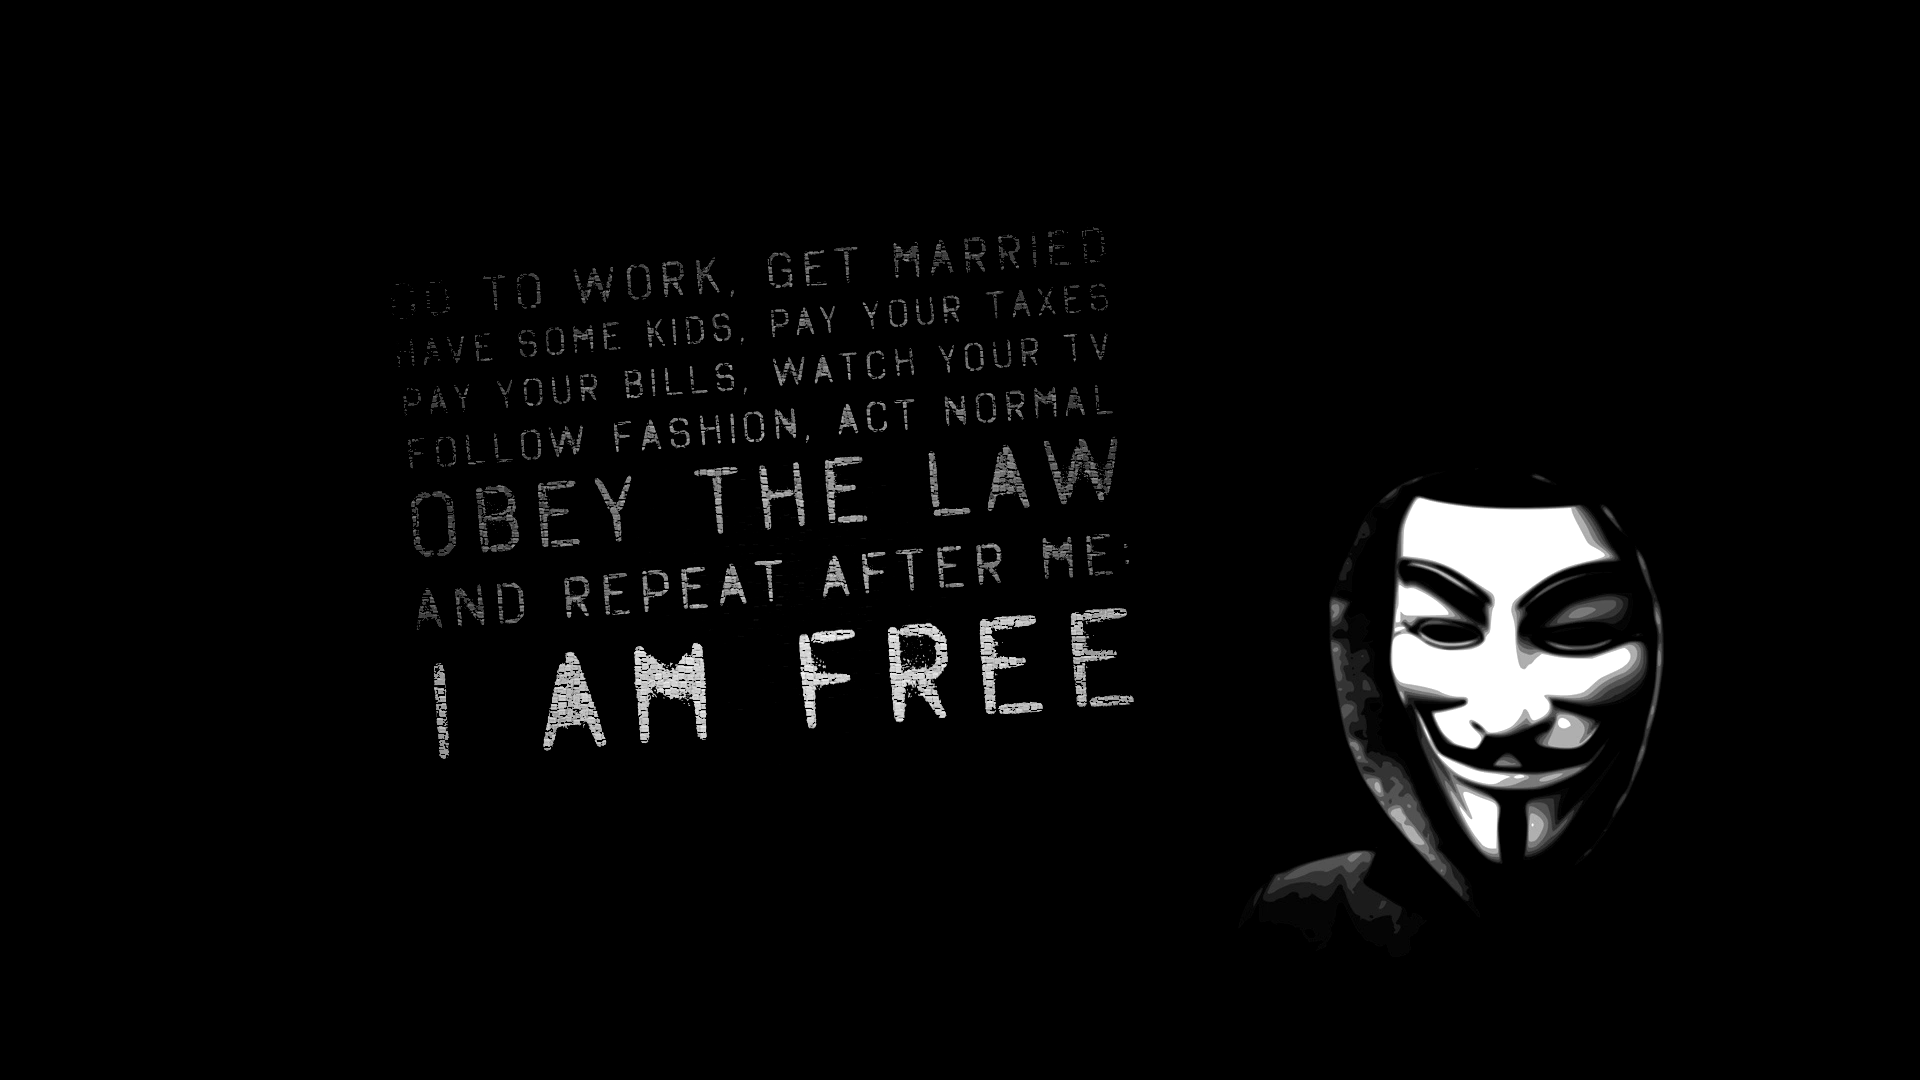 GO TO WORK, GET MARRIED
HAVE SOME KIDS, PAY YOUR TAXES
PAY YOUR BILLS, WATCH YOUR TV
FOLLOW FASHION, ACT NORMAL
OBEY THE LAW
AND REPEAT AFTER ME:
I AM FREE